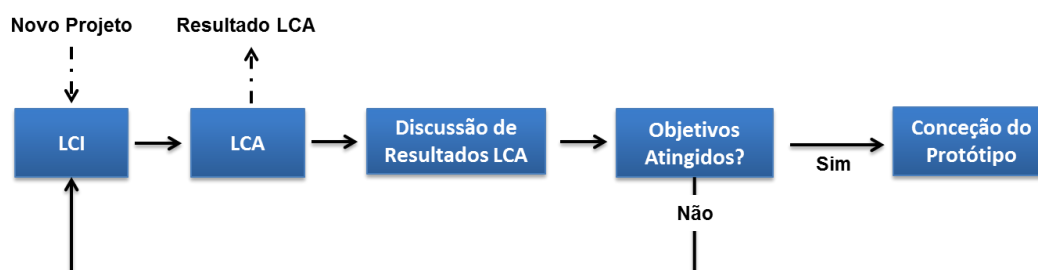 Novo Projeto
Resultado LCA
LCI
LCA
Discussão de
Resultados LCA
Objetivos
Atingidos?
Sim
Conceção do
Protótipo
Não